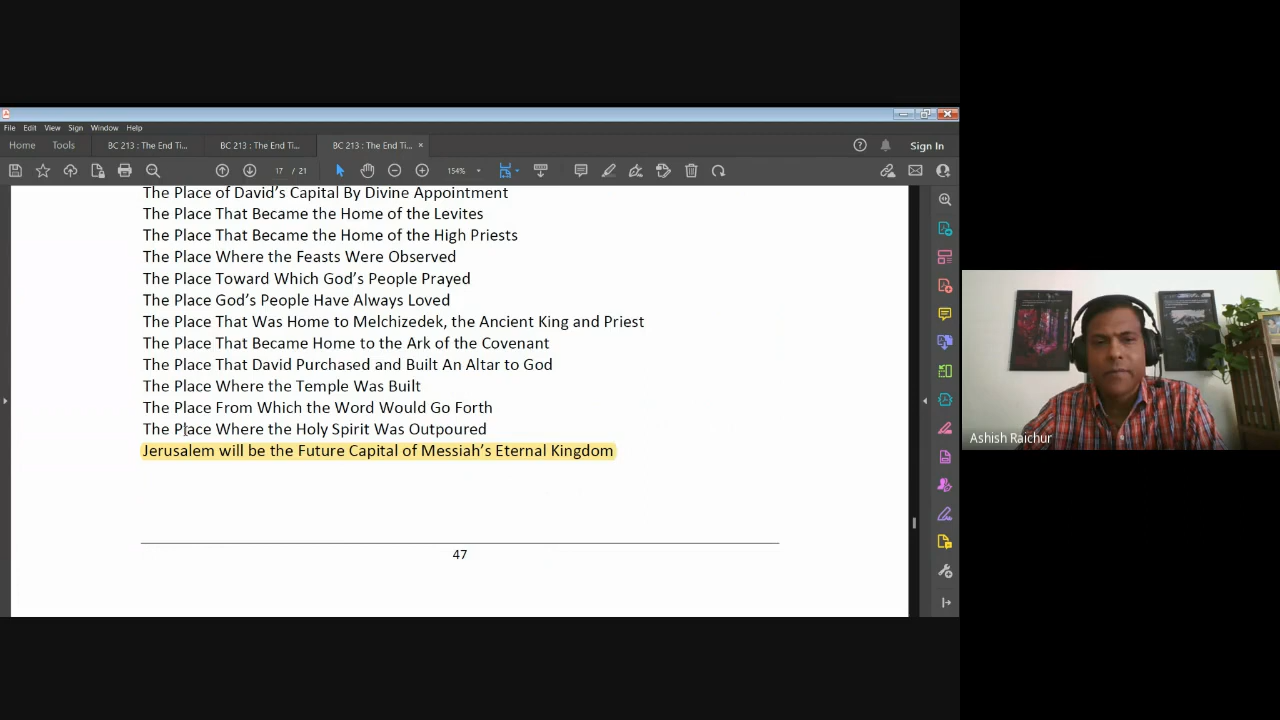 File Edit View Sign Window Help
Home Tools BC 213 : The End Ti... BC 213 : The End Ti... BC 213 : The End Ti... × Sign In
17 / 21 154%
The Place of David's Capital By Divine Appointment
The Place That Became the Home of the Levites
The Place That Became the Home of the High Priests
The Place Where the Feasts Were Observed
The Place Toward Which God's People Prayed
The Place God's People Have Always Loved
The Place That Was Home to Melchizedek, the Ancient King and Priest
The Place That Became Home to the Ark of the Covenant
The Place That David Purchased and Built An Altar to God
The Place Where the Temple Was Built
The Place From Which the Word Would Go Forth
The Place Where the Holy Spirit Was Outpoured
Jerusalem will be the Future Capital of Messiah's Eternal Kingdom
47
Ashish Raichur